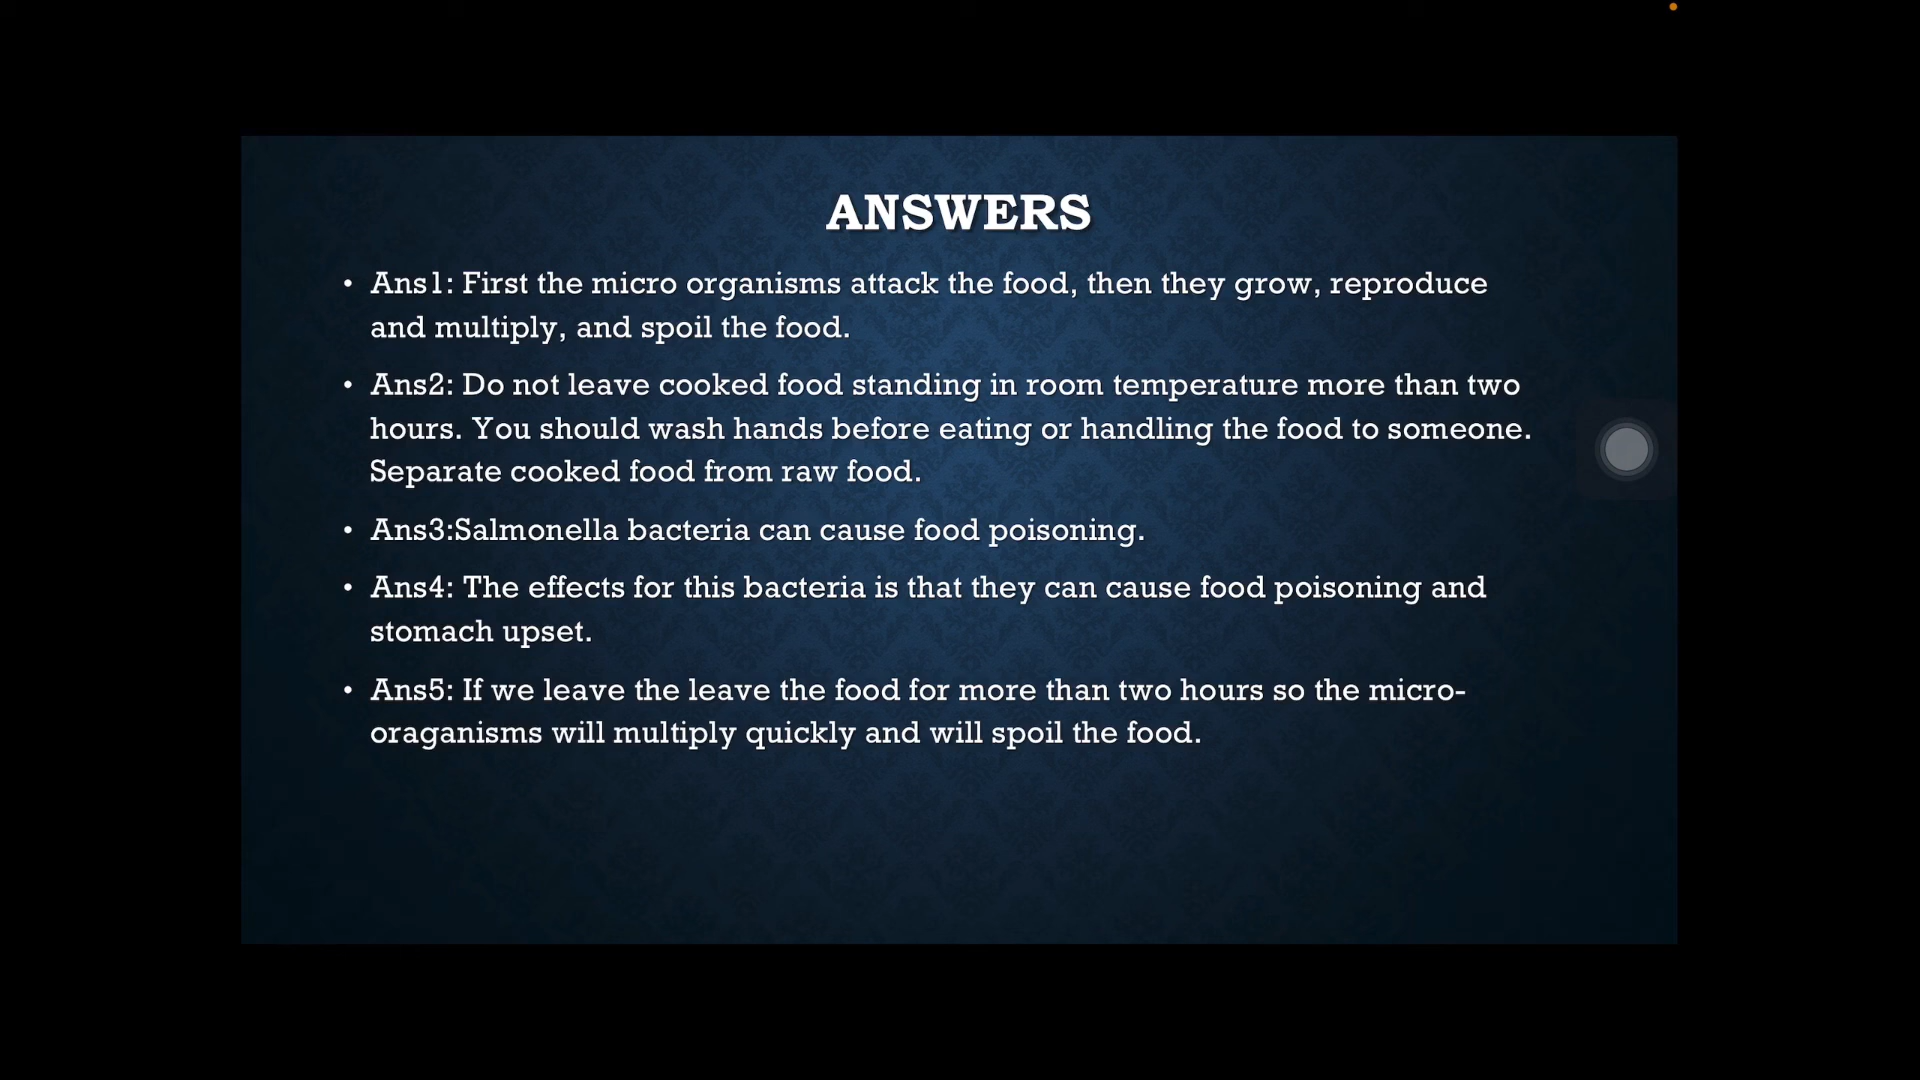 ANSWERS
• Ans1: First the micro organisms attack the food, then they grow, reproduce
and multiply, and spoil the food.
• Ans2: Do not leave cooked food standing in room temperature more than two
hours. You should wash hands before eating or handling the food to someone.
Separate cooked food from raw food.
• Ans3:Salmonella bacteria can cause food poisoning.
• Ans4: The effects for this bacteria is that they can cause food poisoning and
stomach upset.
• Ans5: If we leave the leave the food for more than two hours so the micro-
oraganisms will multiply quickly and will spoil the food.